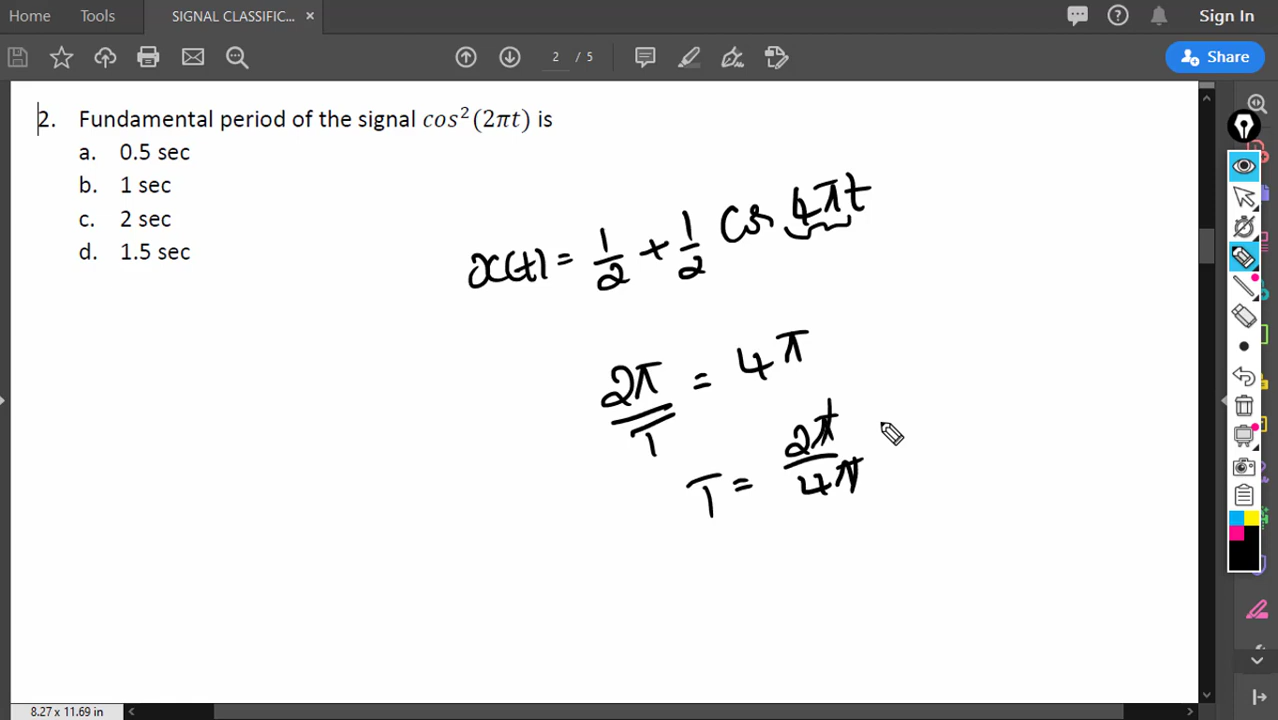 Home Tools SIGNAL CLASSIFIC... × Sign In
2 / 5 Share
2. Fundamental period of the signal cos²(2πt) is
a. 0.5 sec
b. 1 sec
c. 2 sec
d. 1.5 sec
x(t) = 1/2 + 1/2 Cos 4πt
2π/T = 4π
T = 2π/4π
8.27 x 11.69 in